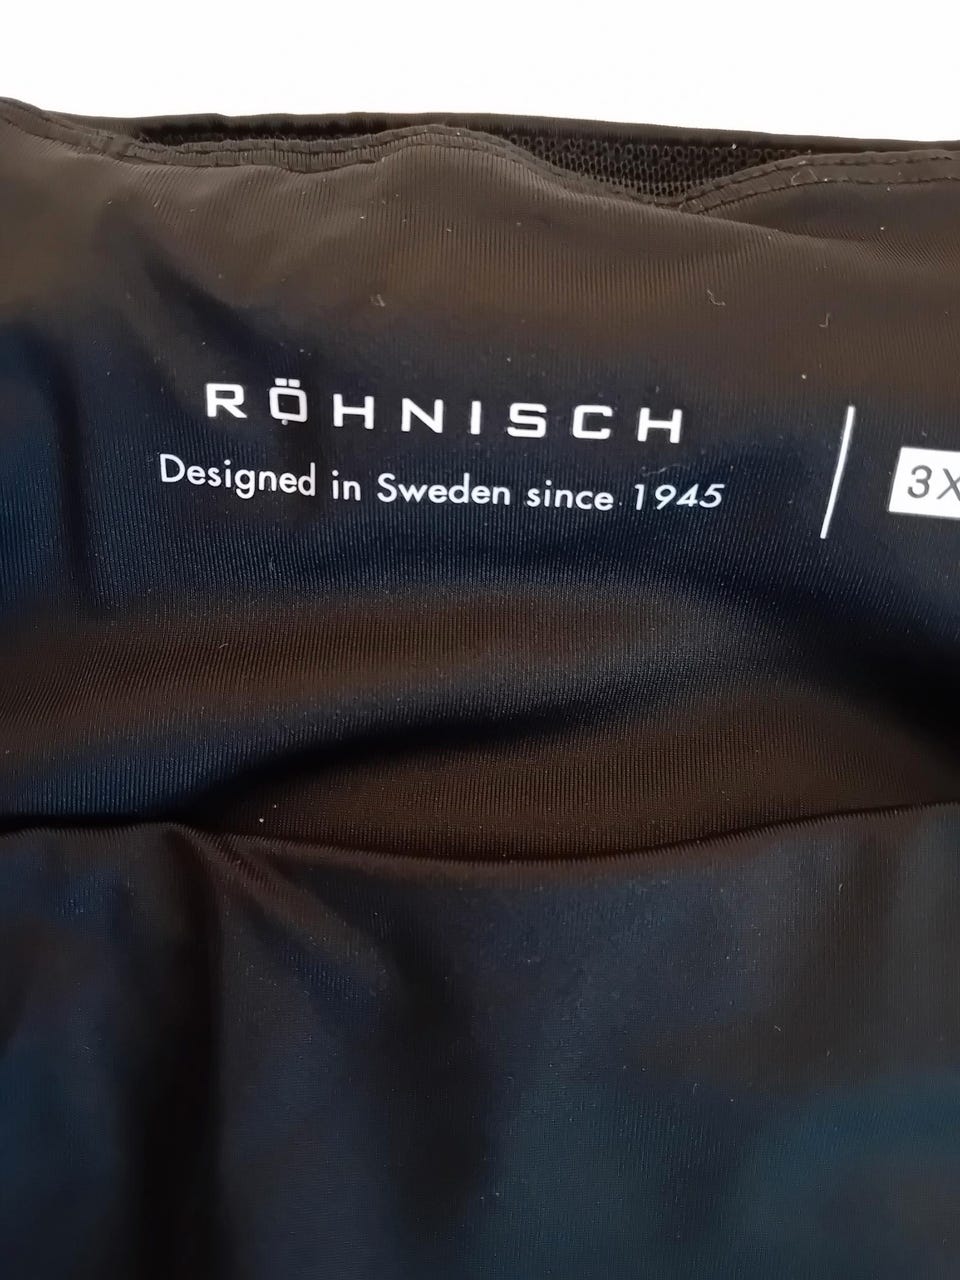 RÖHNISCH
Designed in Sweden since 1945
3X